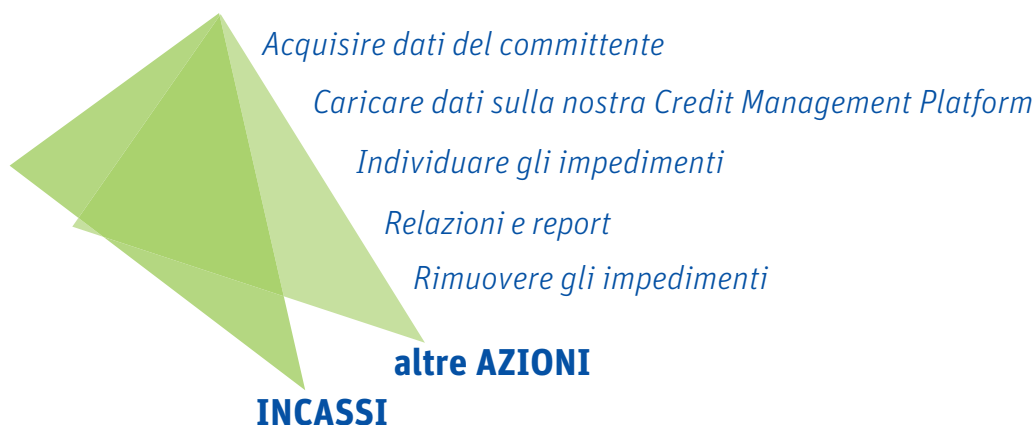 Acquisire dati del committente
Caricare dati sulla nostra Credit Management Platform
Individuare gli impedimenti
Relazioni e report
Rimuovere gli impedimenti
altre AZIONI
INCASSI